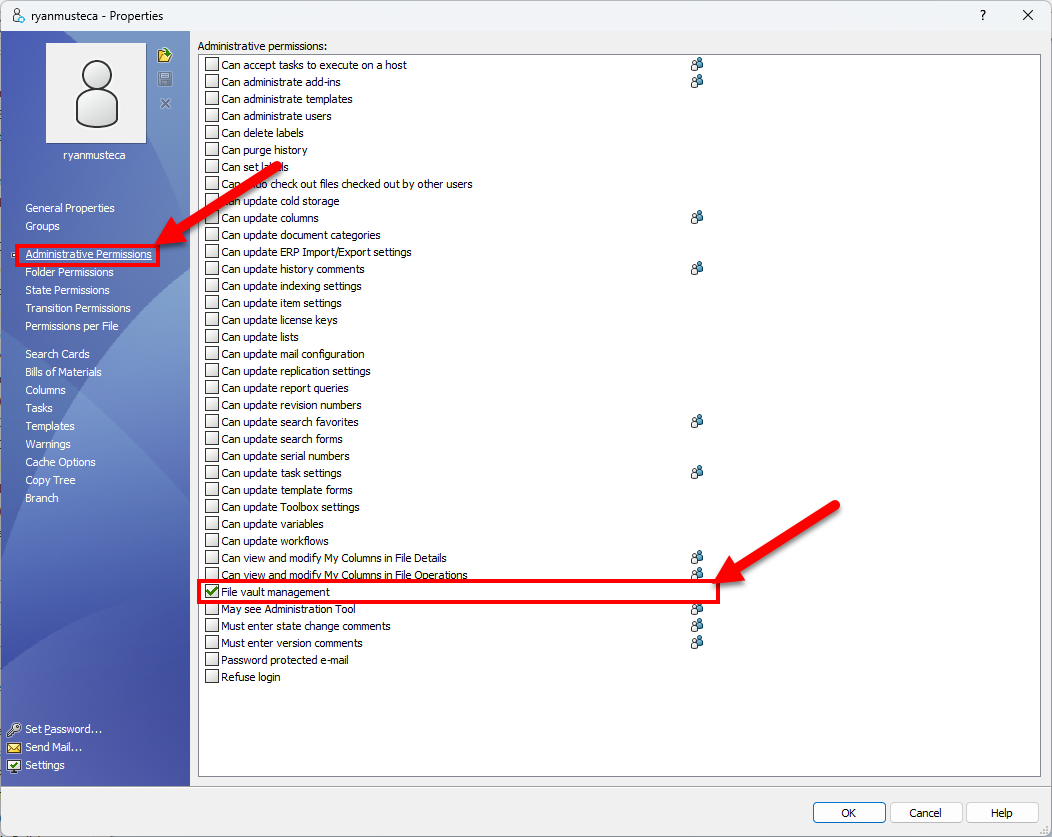 ryanmusteca - Properties
?
ryanmusteca
General Properties
Groups
Administrative Permissions
Folder Permissions
State Permissions
Transition Permissions
Permissions per File
Search Cards
Bills of Materials
Columns
Tasks
Templates
Warnings
Cache Options
Copy Tree
Branch
Set Password...
Send Mail...
Settings
Administrative permissions:
Can accept tasks to execute on a host
Can administrate add-ins
Can administrate templates
Can administrate users
Can delete labels
Can purge history
Can set labels
Can undo check out files checked out by other users
Can update cold storage
Can update columns
Can update document categories
Can update ERP Import/Export settings
Can update history comments
Can update indexing settings
Can update item settings
Can update license keys
Can update lists
Can update mail configuration
Can update replication settings
Can update report queries
Can update revision numbers
Can update search favorites
Can update search forms
Can update serial numbers
Can update task settings
Can update template forms
Can update Toolbox settings
Can update variables
Can update workflows
Can view and modify My Columns in File Details
Can view and modify My Columns in File Operations
File vault management
May see Administration Tool
Must enter state change comments
Must enter version comments
Password protected e-mail
Refuse login
OK
Cancel
Help